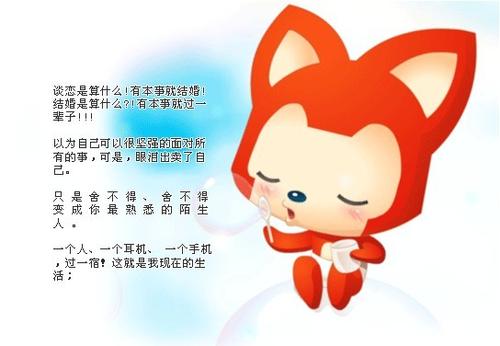 谈恋是算什么!有本事就结婚!
结婚是算什么?!有本事就过一
辈子!!!
以为自己可以很坚强的面对所
有的事,可是,眼泪出卖了自
己。
只是舍不得、舍不得
变成你最熟悉的陌生
人。
一个人、一个耳机、 一个手机
,过一宿!这就是我现在的生
活;